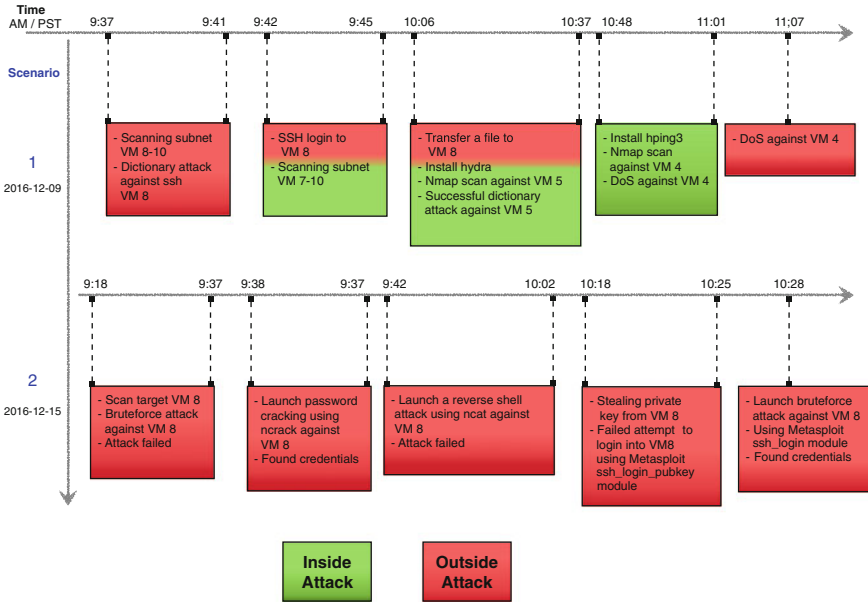 Time
AM / PST
9:37
9:41
9:42
9:45
10:06
10:37
10:48
11:01
11;07
Scenario
1
2016-12-09
- Scanning subnet
VM 8-10
- Dictionary attack
against ssh
VM 8
- SSH login to
VM 8
- Scanning subnet
VM 7-10
- Transfer a file to
VM 8
- Install hydra
- Nmap scan against VM 5
- Successful dictionary
attack against VM 5
- Install hping3
- Nmap scan
against VM 4
- DoS against VM 4
- DoS against VM 4
9:18
9:37
9:38
9:37
9:42
10:02
10:18
10:25
10:28
2
2016-12-15
- Scan target VM 8
- Bruteforce attack
against VM 8
- Attack failed
- Launch password
cracking using
ncrack against
VM 8
- Found credentials
- Launch a reverse shell
attack using ncat against
VM 8
- Attack failed
- Stealing private
key from VM 8
- Failed attempt to
login into VM8
using Metasploit
ssh_login_pubkey
module
- Launch bruteforce
attack against VM 8
- Using Metasploit
ssh_login module
- Found credentials
Inside
Attack
Outside
Attack